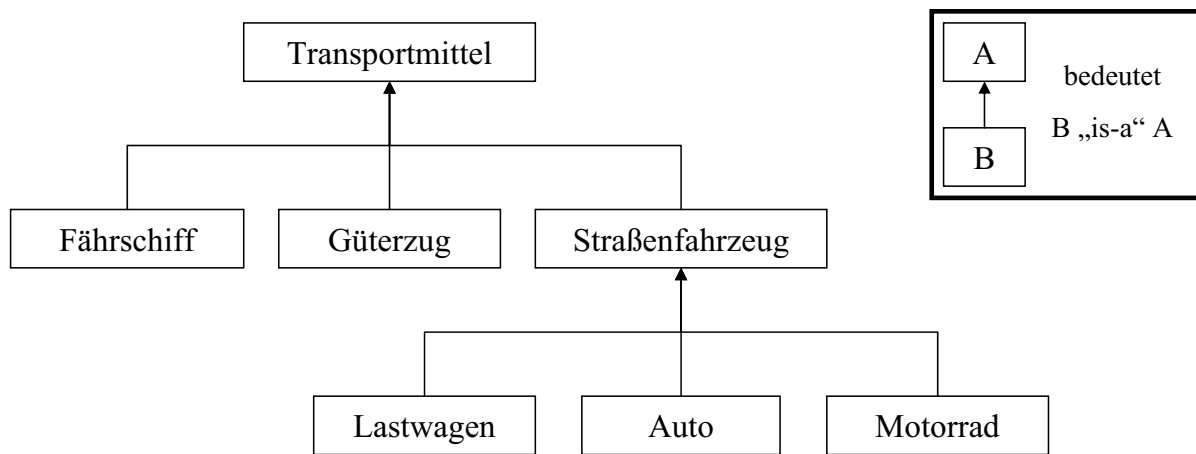 Transportmittel
A
bedeutet
B „is-a“ A
B
Fährschiff
Güterzug
Straßenfahrzeug
Lastwagen
Auto
Motorrad